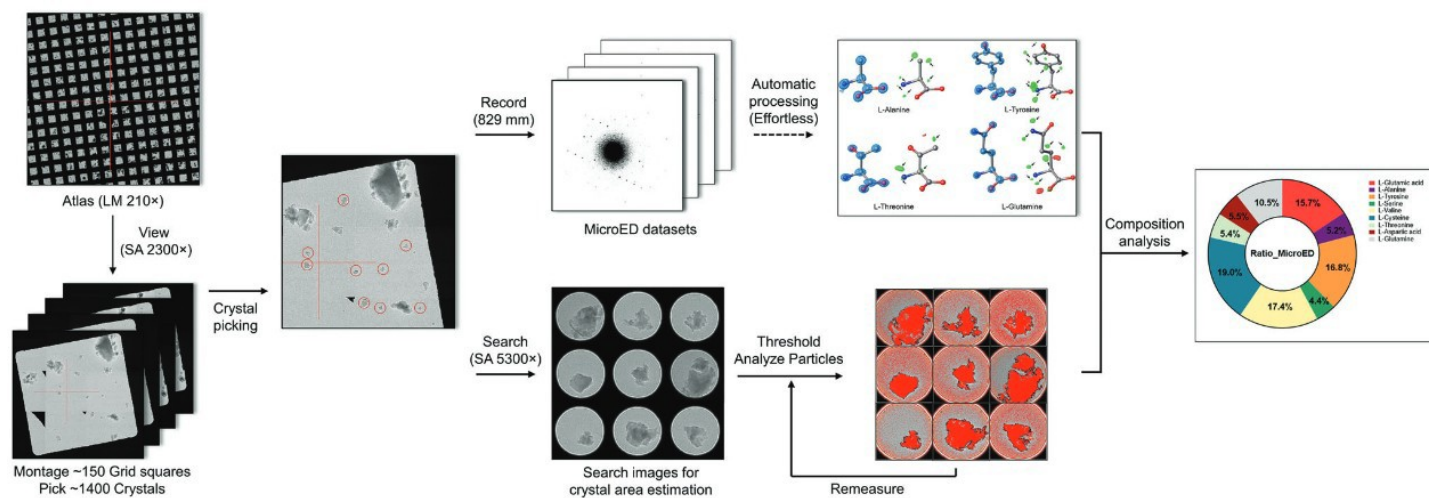 Atlas (LM 210×)
View
(SA 2300×)
Montage ~150 Grid squares
Pick ~1400 Crystals
Crystal
picking
Record
(829 mm)
MicroED datasets
Automatic
processing
(Effortless)
L-Alanine
L-Tyrosine
L-Threonine
L-Glutamine
Search
(SA 5300×)
Search images for
crystal area estimation
Threshold
Analyze Particles
Remeasure
Composition
analysis
Ratio_MicroED
15.7%
5.2%
16.8%
4.4%
17.4%
19.0%
5.4%
5.5%
10.5%
L-Glutamic acid
L-Alanine
L-Tyrosine
L-Serine
L-Valine
L-Cysteine
L-Threonine
L-Aspartic acid
L-Glutamine